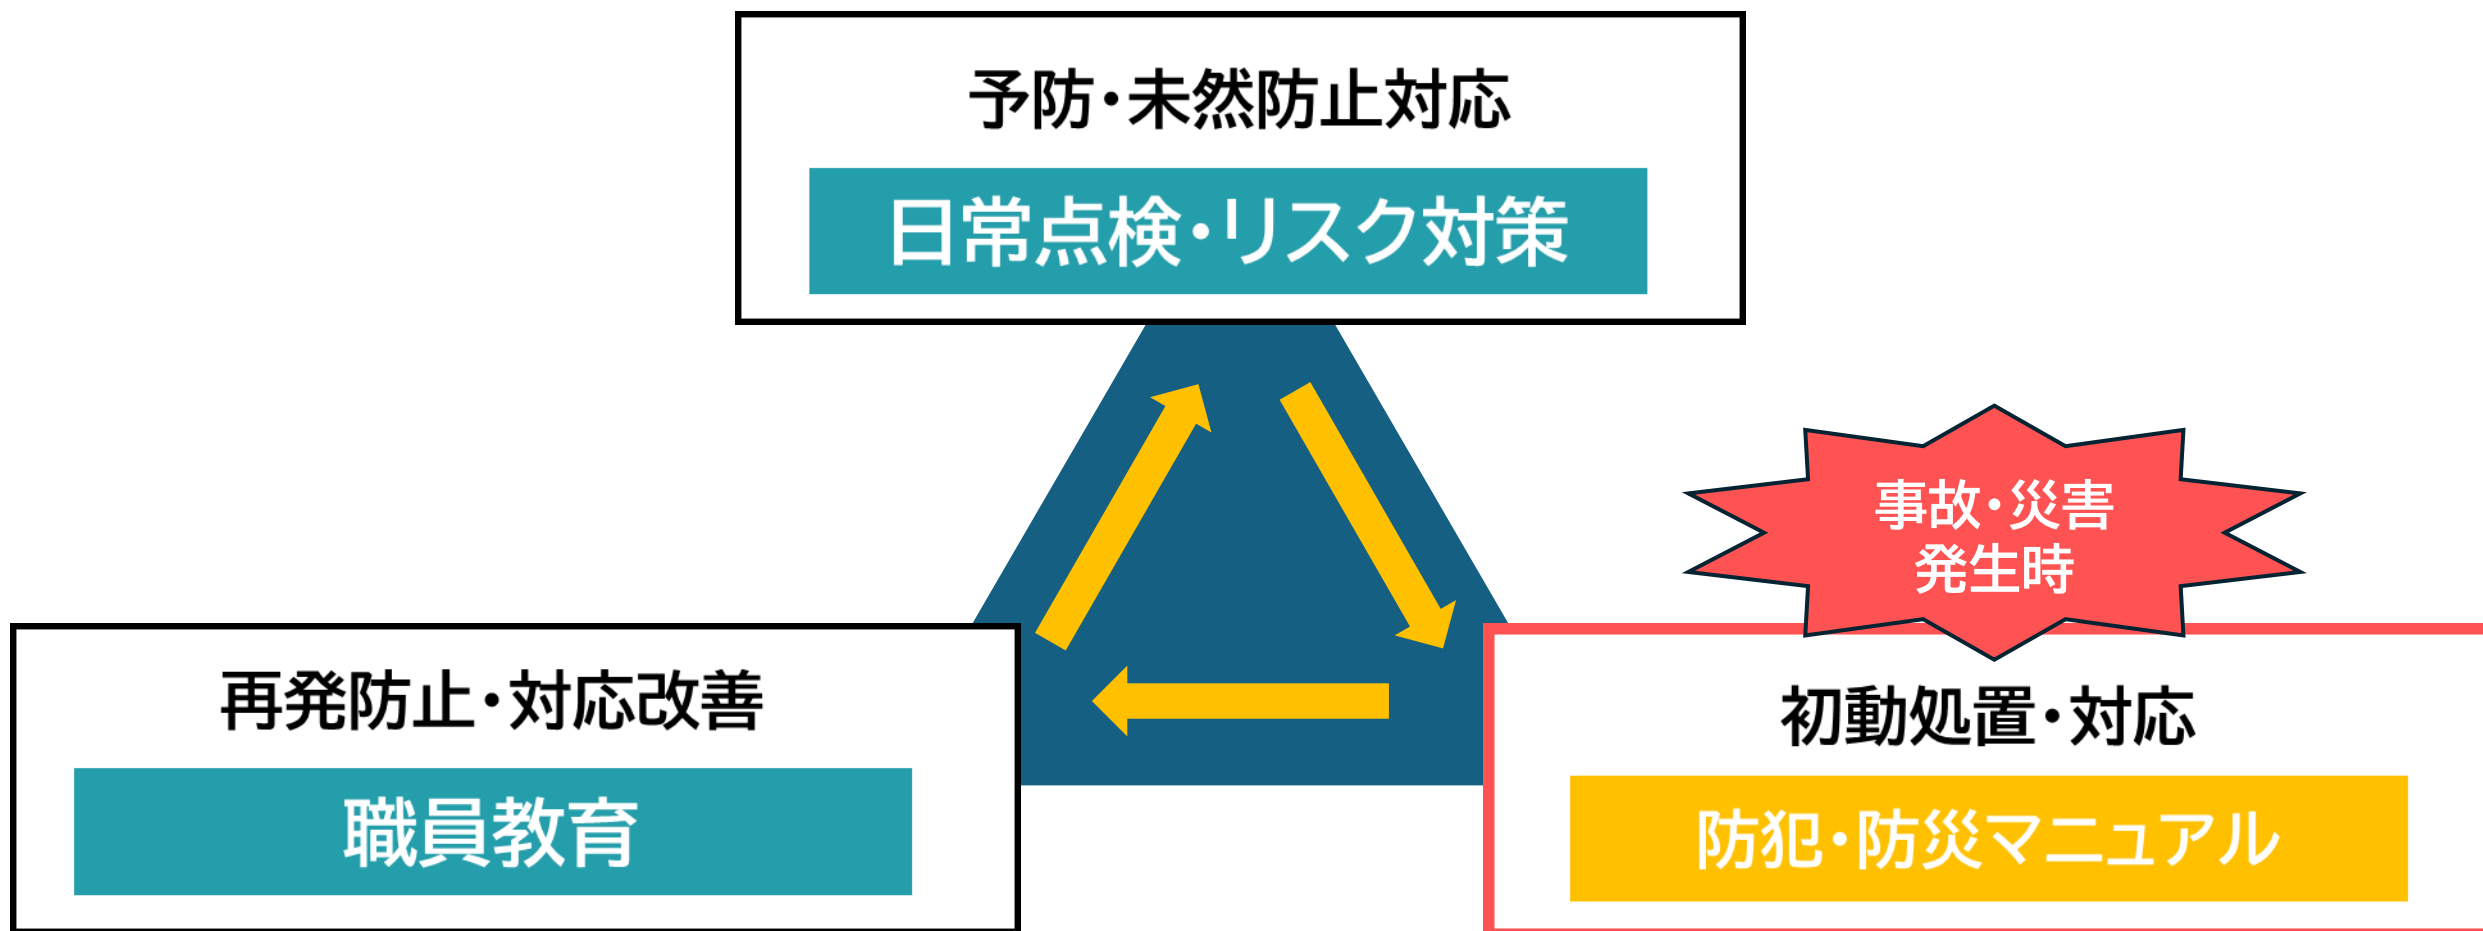 予防・未然防止対応
日常点検・リスク対策
事故・災害
発生時
再発防止・対応改善
職員教育
初動処置・対応
防犯・防災マニュアル